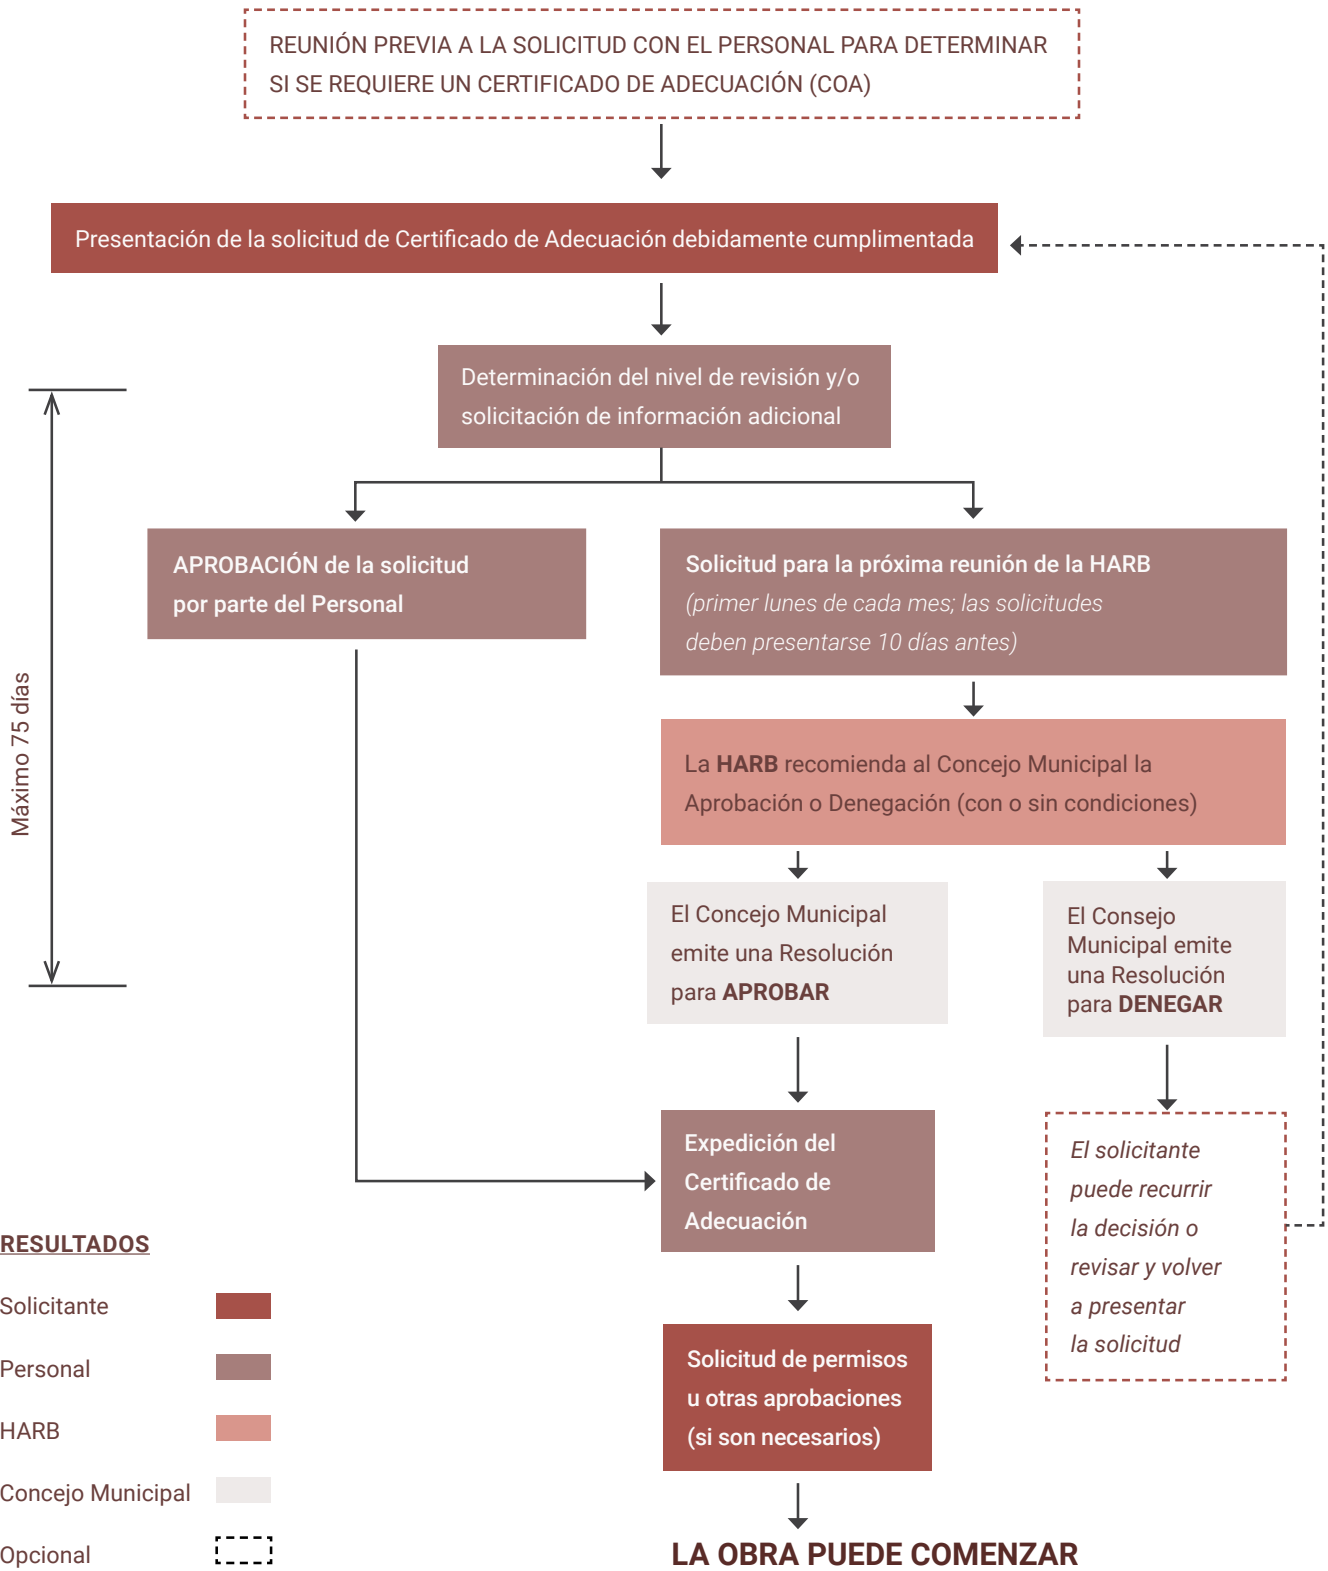 REUNIÓN PREVIA A LA SOLICITUD CON EL PERSONAL PARA DETERMINAR
SI SE REQUIERE UN CERTIFICADO DE ADECUACIÓN (COA)
Presentación de la solicitud de Certificado de Adecuación debidamente cumplimentada
Determinación del nivel de revisión y/o
solicitación de información adicional
Máximo 75 días
APROBACIÓN de la solicitud
por parte del Personal
Solicitud para la próxima reunión de la HARB
(primer lunes de cada mes; las solicitudes
deben presentarse 10 días antes)
La HARB recomienda al Concejo Municipal la
Aprobación o Denegación (con o sin condiciones)
El Concejo Municipal
emite una Resolución
para APROBAR
El Consejo
Municipal emite
una Resolución
para DENEGAR
Expedición del
Certificado de
Adecuación
El solicitante
puede recurrir
la decisión o
revisar y volver
a presentar
la solicitud
Solicitud de permisos
u otras aprobaciones
(si son necesarios)
LA OBRA PUEDE COMENZAR
RESULTADOS
Solicitante
Personal
HARB
Concejo Municipal
Opcional